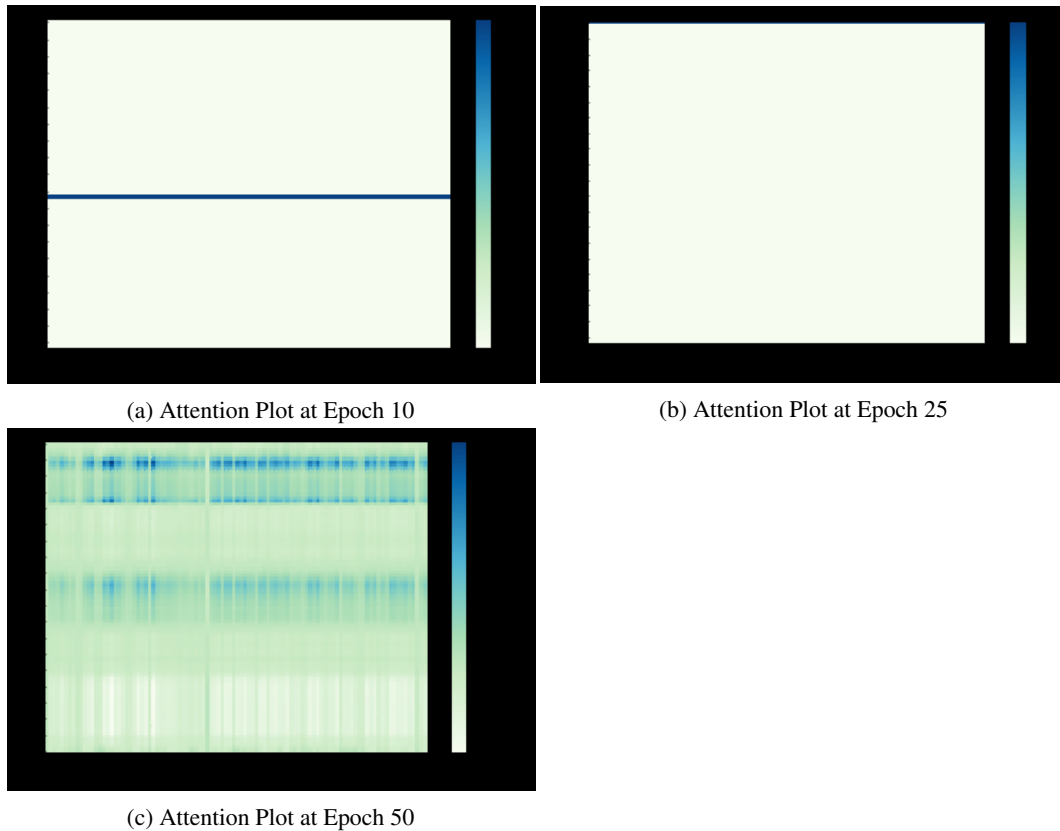 (a) Attention Plot at Epoch 10
(b) Attention Plot at Epoch 25
(c) Attention Plot at Epoch 50